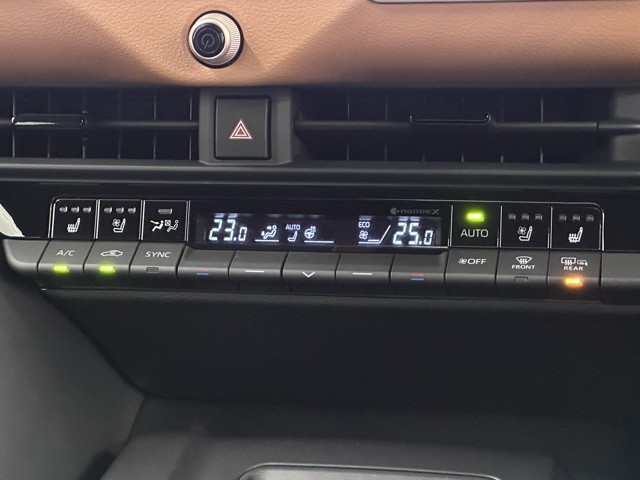 nanoeX
23.0 AUTO ECO 25.0 AUTO
A/C SYNC OFF FRONT REAR